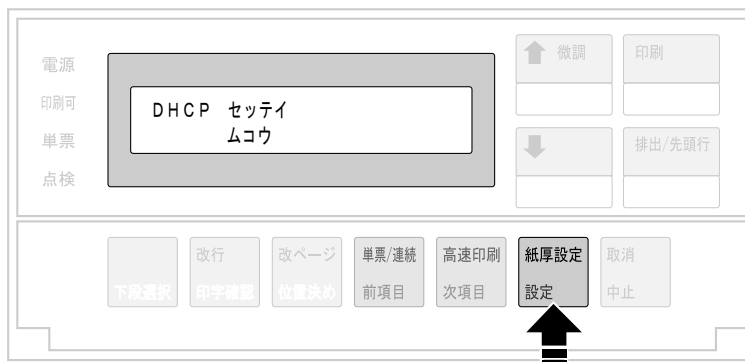 電源
印刷可
単票
点検
DHCP セッテイ
ムコウ
微調
印刷
排出/先頭行
下段選択
改行
印字確認
改ページ
位置決め
単票/連続
前項目
高速印刷
次項目
紙厚設定
設定
取消
中止